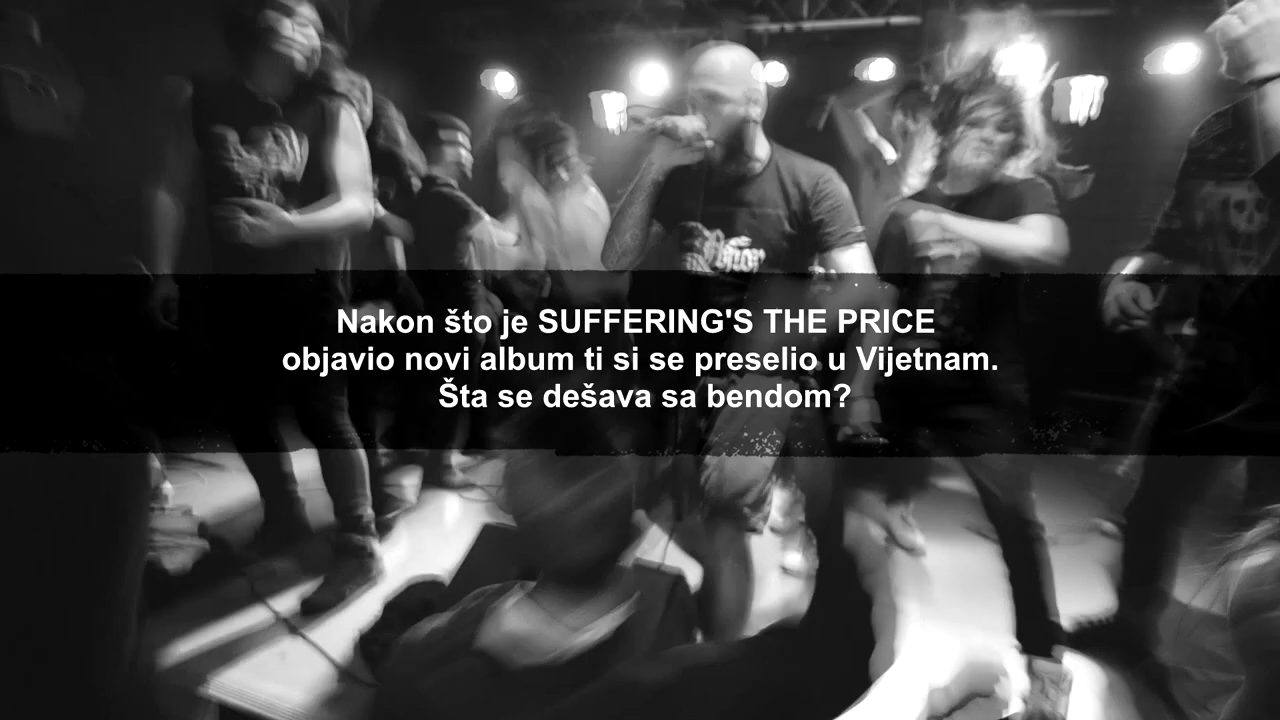 Nakon što je SUFFERING'S THE PRICE
objavio novi album ti si se preselio u Vijetnam.
Šta se dešava sa bendom?